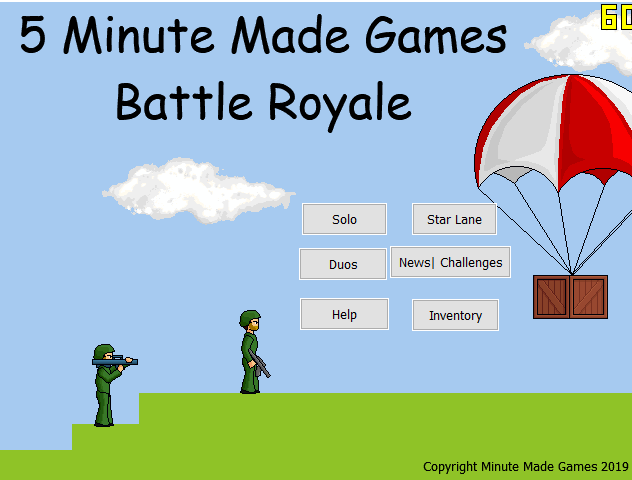 5 Minute Made Games
60
Battle Royale
Solo
Star Lane
Duos
News| Challenges
Help
Inventory
Copyright Minute Made Games 2019